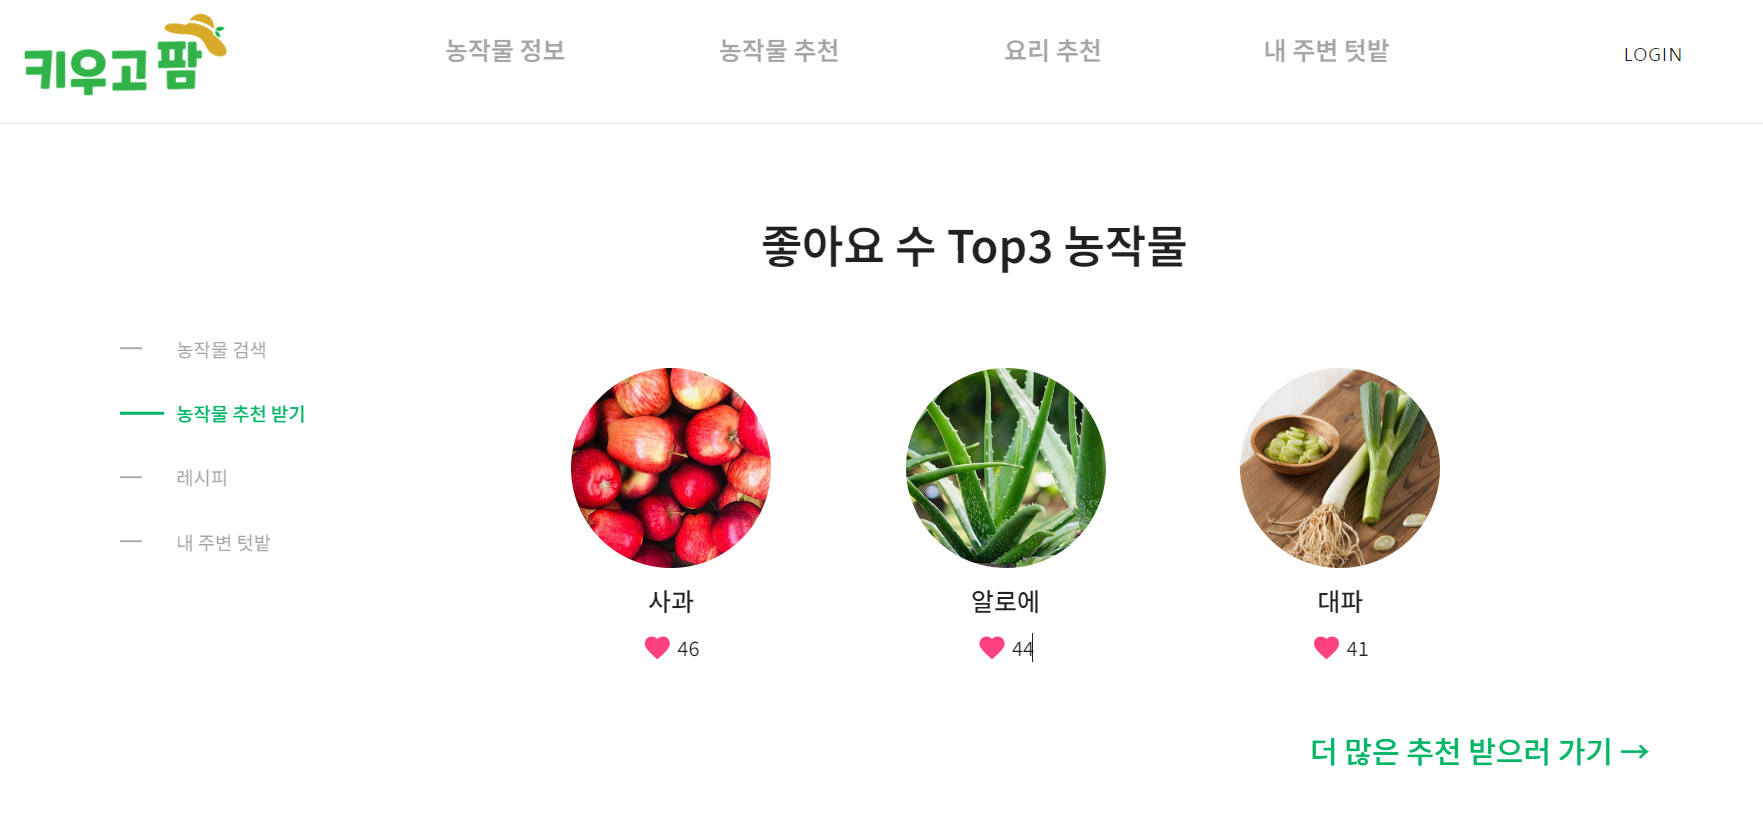 키우고 팜
농작물 정보
농작물 추천
요리 추천
내 주변 텃밭
LOGIN
좋아요 수 Top3 농작물
농작물 검색
농작물 추천 받기
레시피
내 주변 텃밭
사과
46
알로에
44
대파
41
더 많은 추천 받으러 가기 →